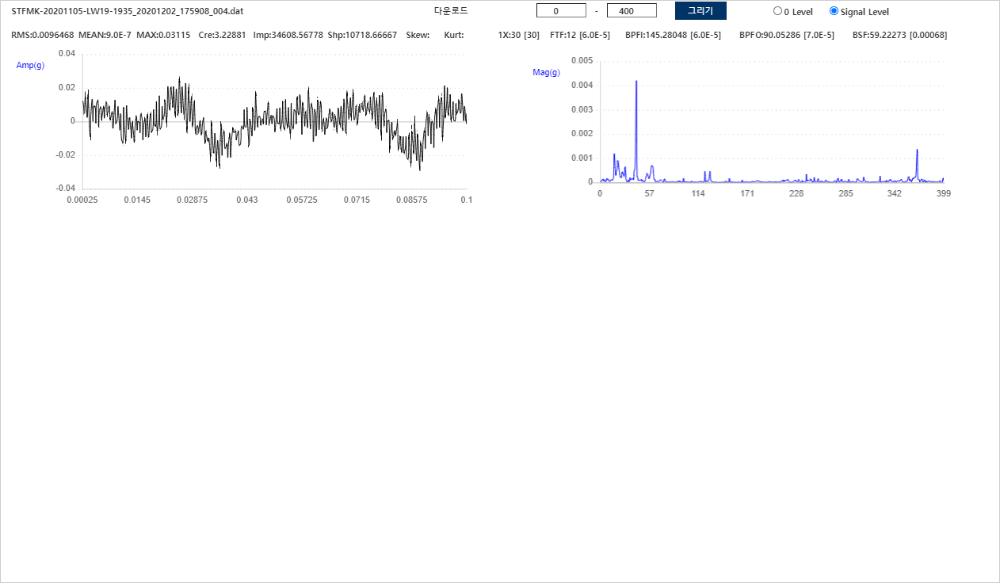 STFMK-20201105-LW19-1935_20201202_175908_004.dat 다운로드 0 - 400 그리기 0 Level Signal Level
RMS:0.0096468 MEAN:9.0E-7 MAX:0.03115 Cre:3.22881 Imp:34608.56778 Shp:10718.66667 Skew: Kurt: 1X:30 [30] FTF:12 [6.0E-5] BPFI:145.28048 [6.0E-5] BPFO:90.05286 [7.0E-5] BSF:59.22273 [0.00068]
Amp(g)
0.04
0.02
0
-0.02
-0.04
0.00025 0.0145 0.02875 0.043 0.05725 0.0715 0.08575 0.1
Mag(g)
0.005
0.004
0.003
0.002
0.001
0
0 57 114 171 228 285 342 399